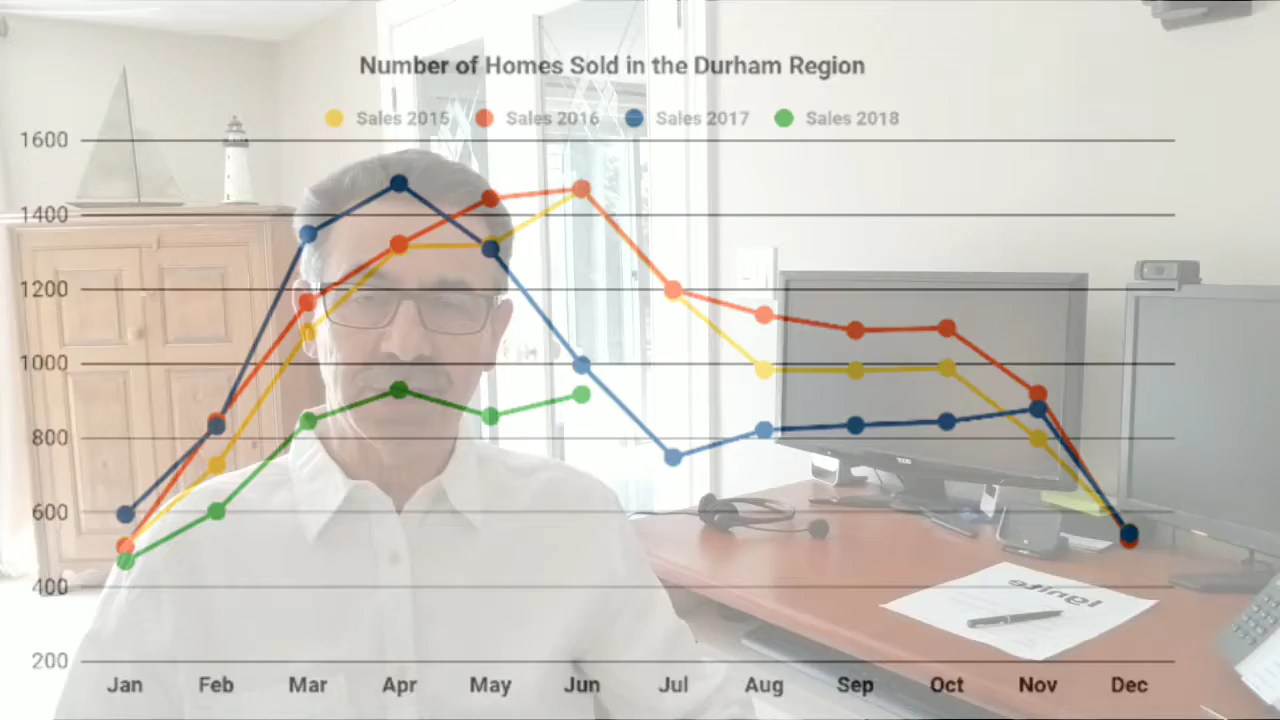 Number of Homes Sold in the Durham Region
Sales 2015 Sales 2016 Sales 2017 Sales 2018
1600
1400
1200
1000
800
600
400
200
Jan Feb Mar Apr May Jun Jul Aug Sep Oct Nov Dec